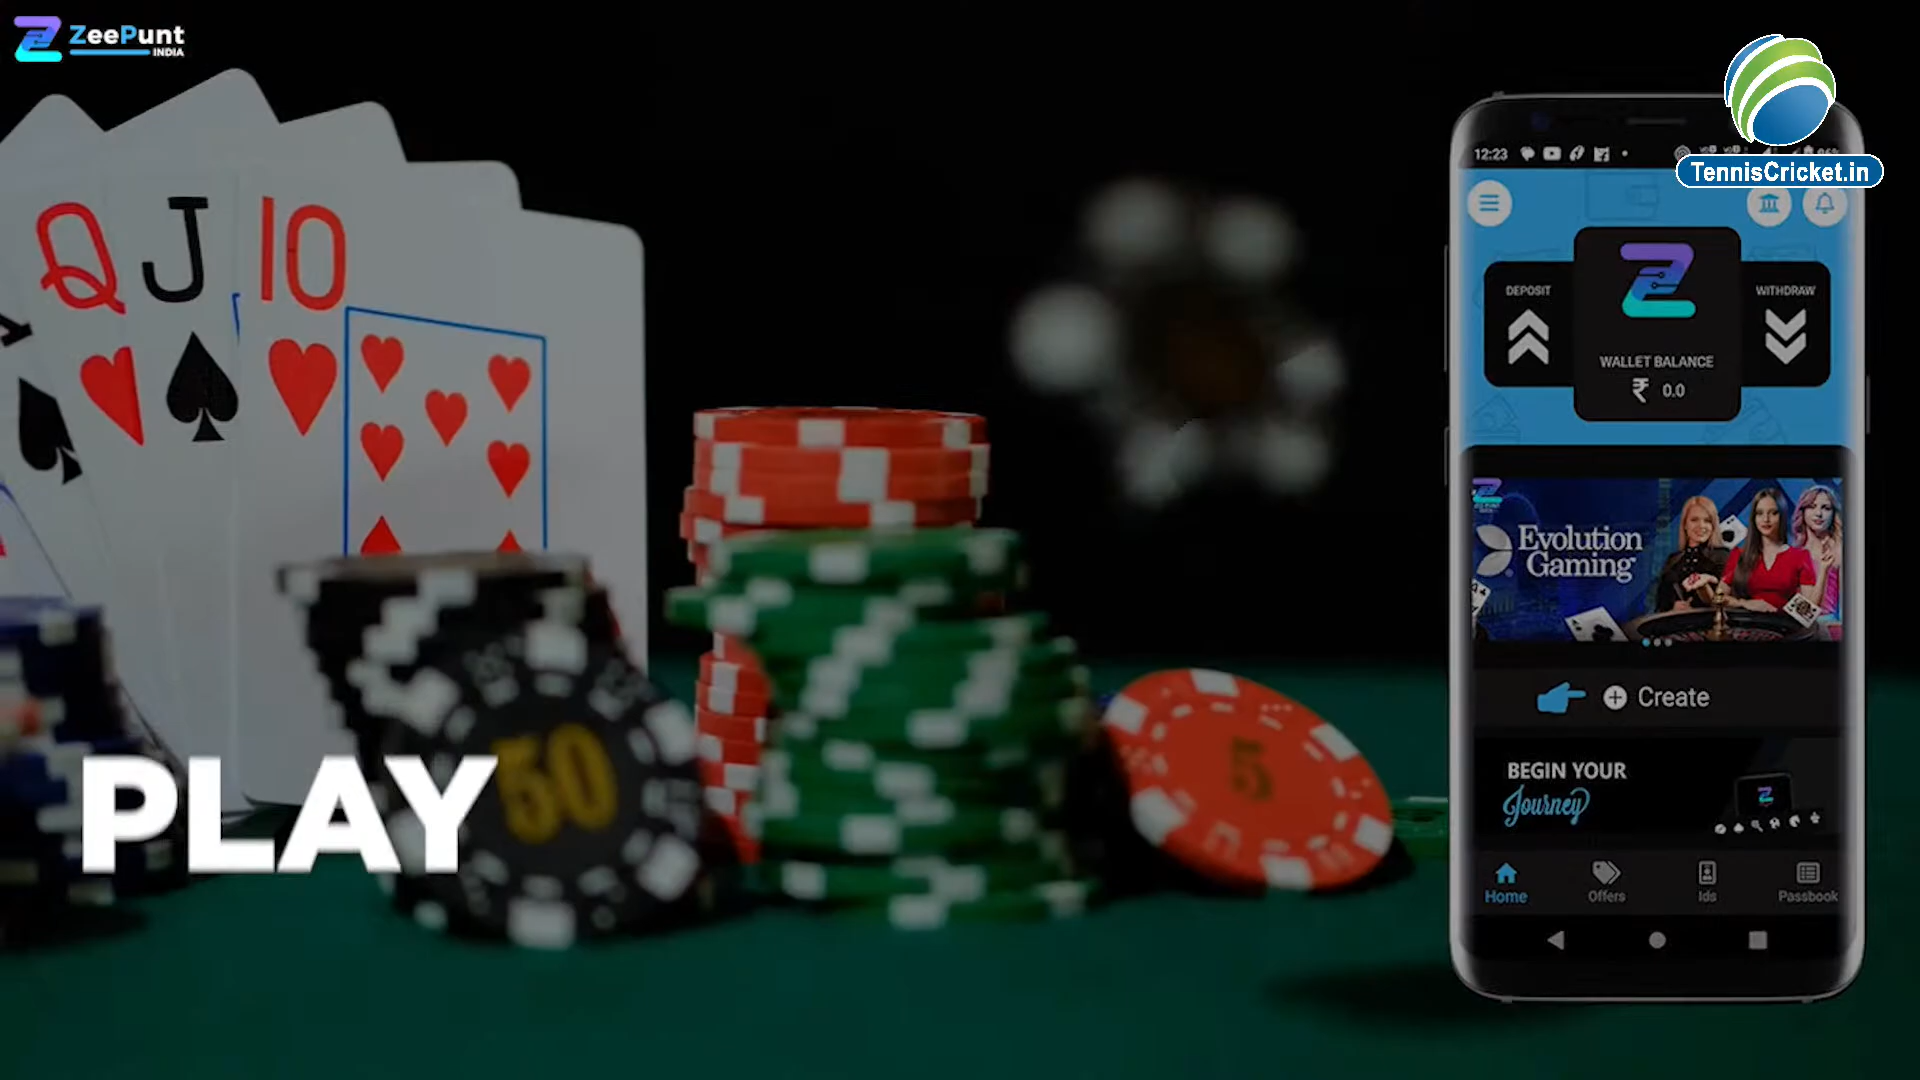 ZeePunt
INDIA
TennisCricket.in
12:23
Q
J
10
DEPOSIT
WITHDRAW
WALLET BALANCE
₹ 0.0
Evolution
Gaming
Create
50
5
PLAY
BEGIN YOUR
Journey
Home
Offers
Ids
Passbook